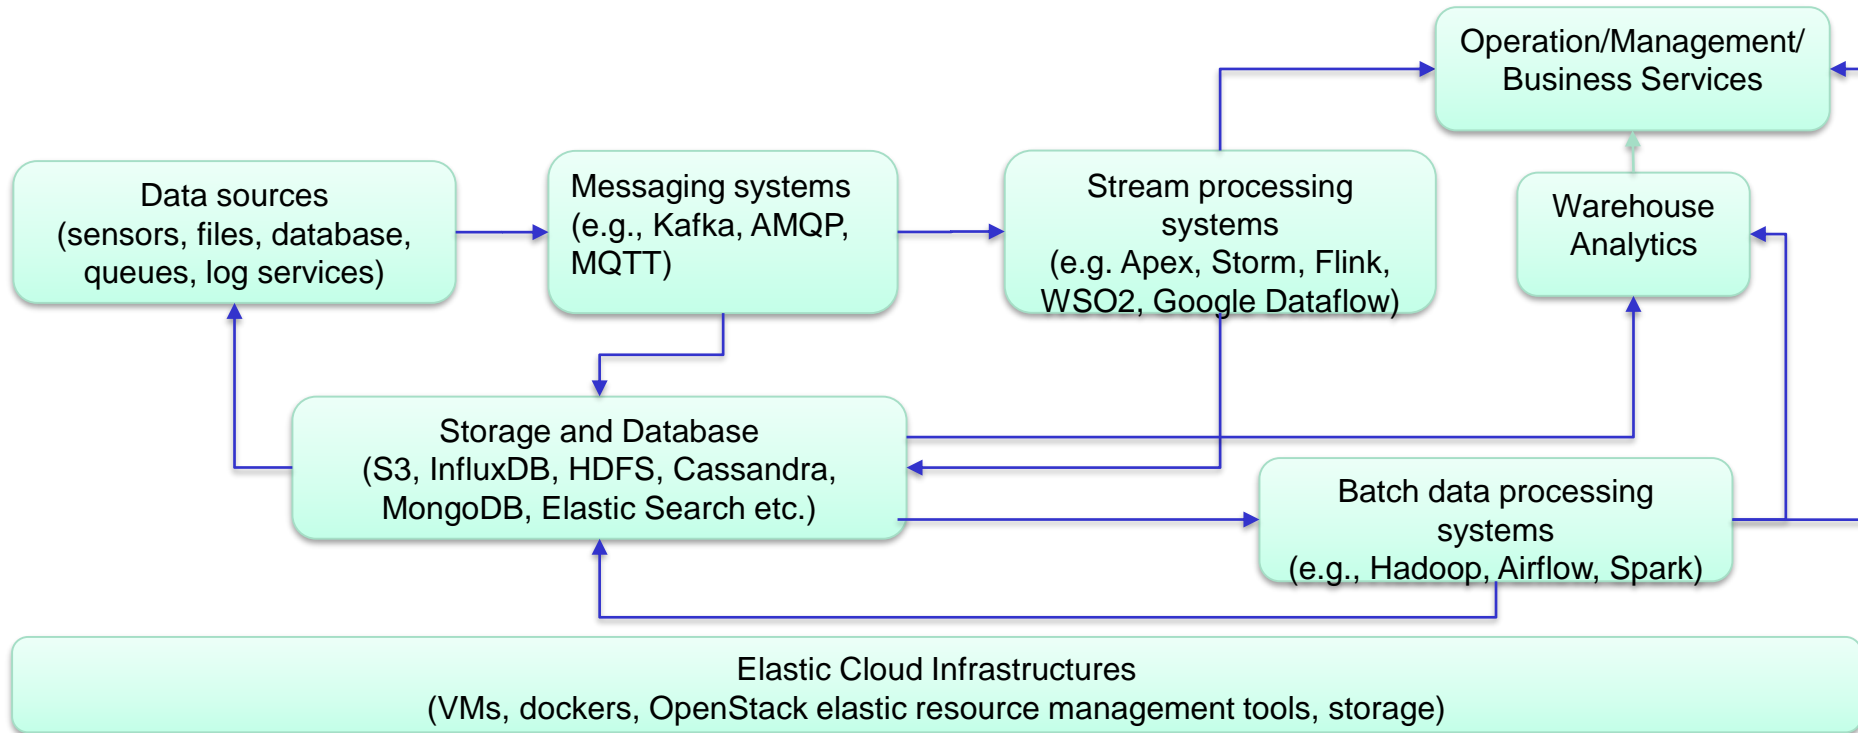 Operation/Management/
Business Services
Data sources
(sensors, files, database,
queues, log services)
Messaging systems
(e.g., Kafka, AMQP,
MQTT)
Stream processing
systems
(e.g. Apex, Storm, Flink,
WSO2, Google Dataflow)
Warehouse
Analytics
Storage and Database
(S3, InfluxDB, HDFS, Cassandra,
MongoDB, Elastic Search etc.)
Batch data processing
systems
(e.g., Hadoop, Airflow, Spark)
Elastic Cloud Infrastructures
(VMs, dockers, OpenStack elastic resource management tools, storage)